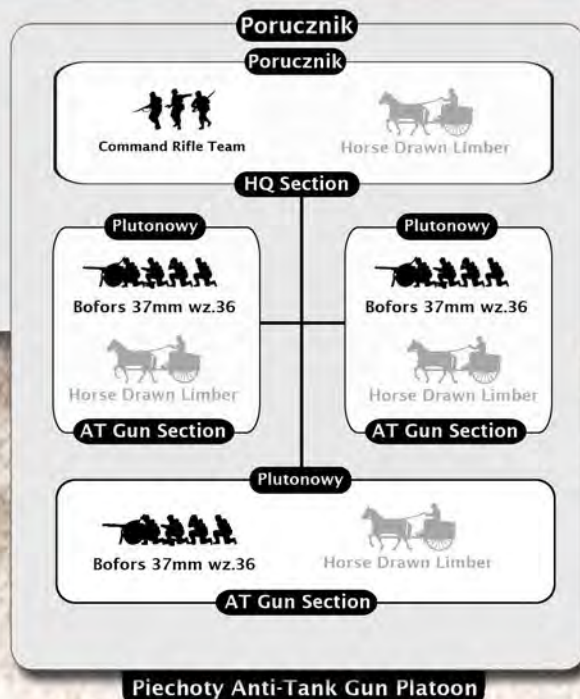 Porucznik
Porucznik
Command Rifle Team
Horse Drawn Limber
HQ Section
Plutonowy
Bofors 37mm wz.36
Horse Drawn Limber
AT Gun Section
Plutonowy
Bofors 37mm wz.36
Horse Drawn Limber
AT Gun Section
Plutonowy
Bofors 37mm wz.36
Horse Drawn Limber
AT Gun Section
Piechoty Anti-Tank Gun Platoon